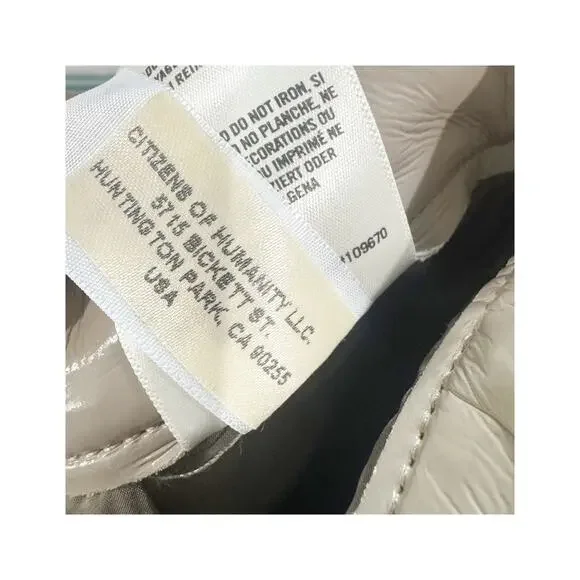 CITIZENS OF HUMANITY LLC.
5715 BICKETT ST.
HUNTINGTON PARK, CA 90255
USA
DO NOT IRON, SI
O NO PLANCHE, NE
ECORATIONS OU
OU IMPRIMÉ NE
ZIERT ODER
GENA
109670